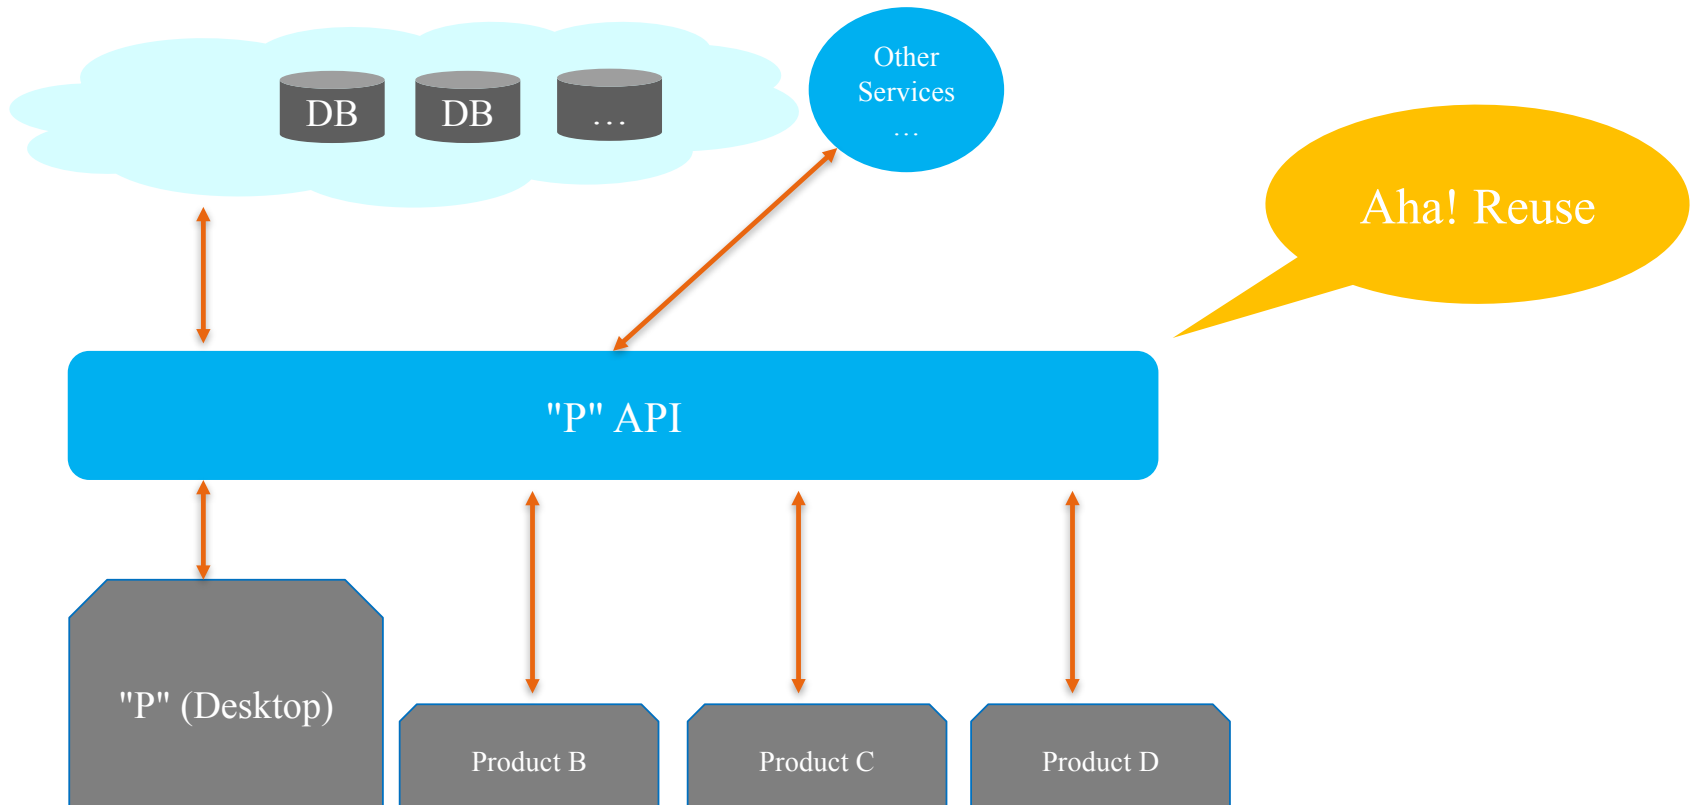 DB
DB
…
Other
Services
…
Aha! Reuse
"P" API
"P" (Desktop)
Product B
Product C
Product D